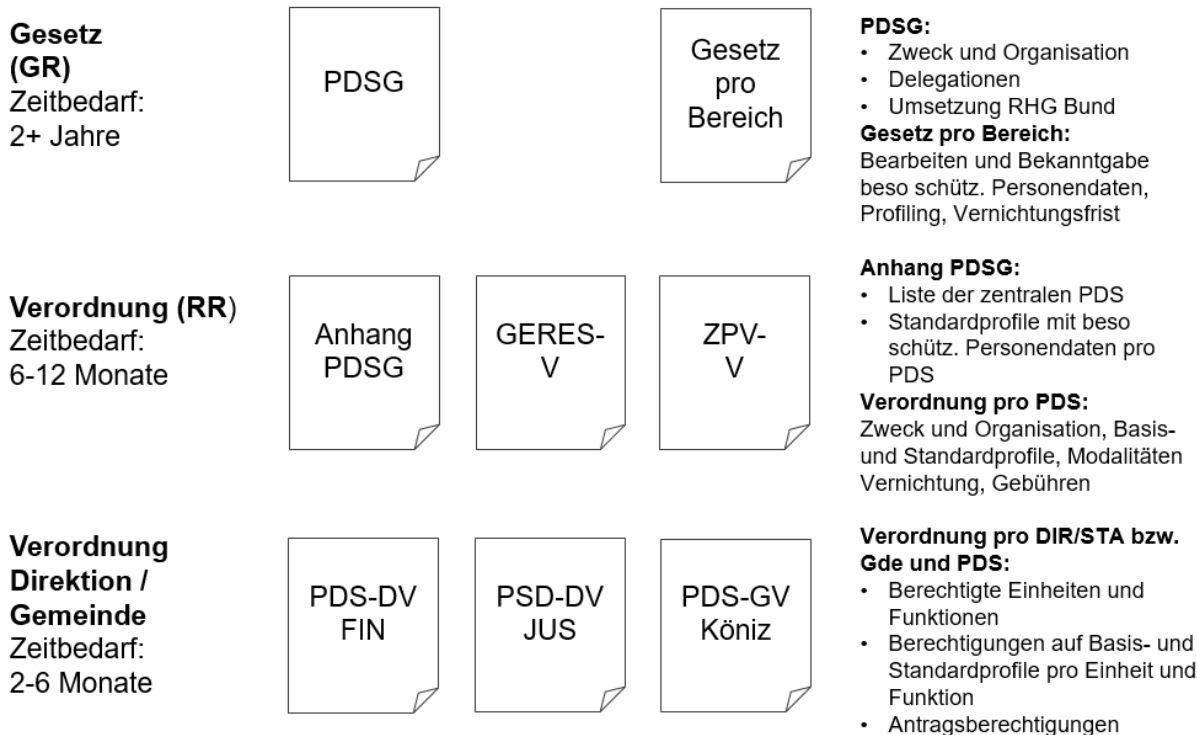 Gesetz
(GR)
Zeitbedarf:
2+ Jahre
PDSG
Gesetz
pro
Bereich
PDSG:
• Zweck und Organisation
• Delegationen
• Umsetzung RHG Bund
Gesetz pro Bereich:
Bearbeiten und Bekanntgabe
beso schütz. Personendaten,
Profiling, Vernichtungsfrist
Verordnung (RR)
Zeitbedarf:
6-12 Monate
Anhang
PDSG
GERES-
V
ZPV-
V
Anhang PDSG:
• Liste der zentralen PDS
• Standardprofile mit beso
schütz. Personendaten pro
PDS
Verordnung pro PDS:
Zweck und Organisation, Basis-
und Standardprofile, Modalitäten
Vernichtung, Gebühren
Verordnung
Direktion /
Gemeinde
Zeitbedarf:
2-6 Monate
PDS-DV
FIN
PSD-DV
JUS
PDS-GV
Köniz
Verordnung pro DIR/STA bzw.
Gde und PDS:
• Berechtigte Einheiten und
Funktionen
• Berechtigungen auf Basis- und
Standardprofile pro Einheit und
Funktion
• Antragsberechtigungen